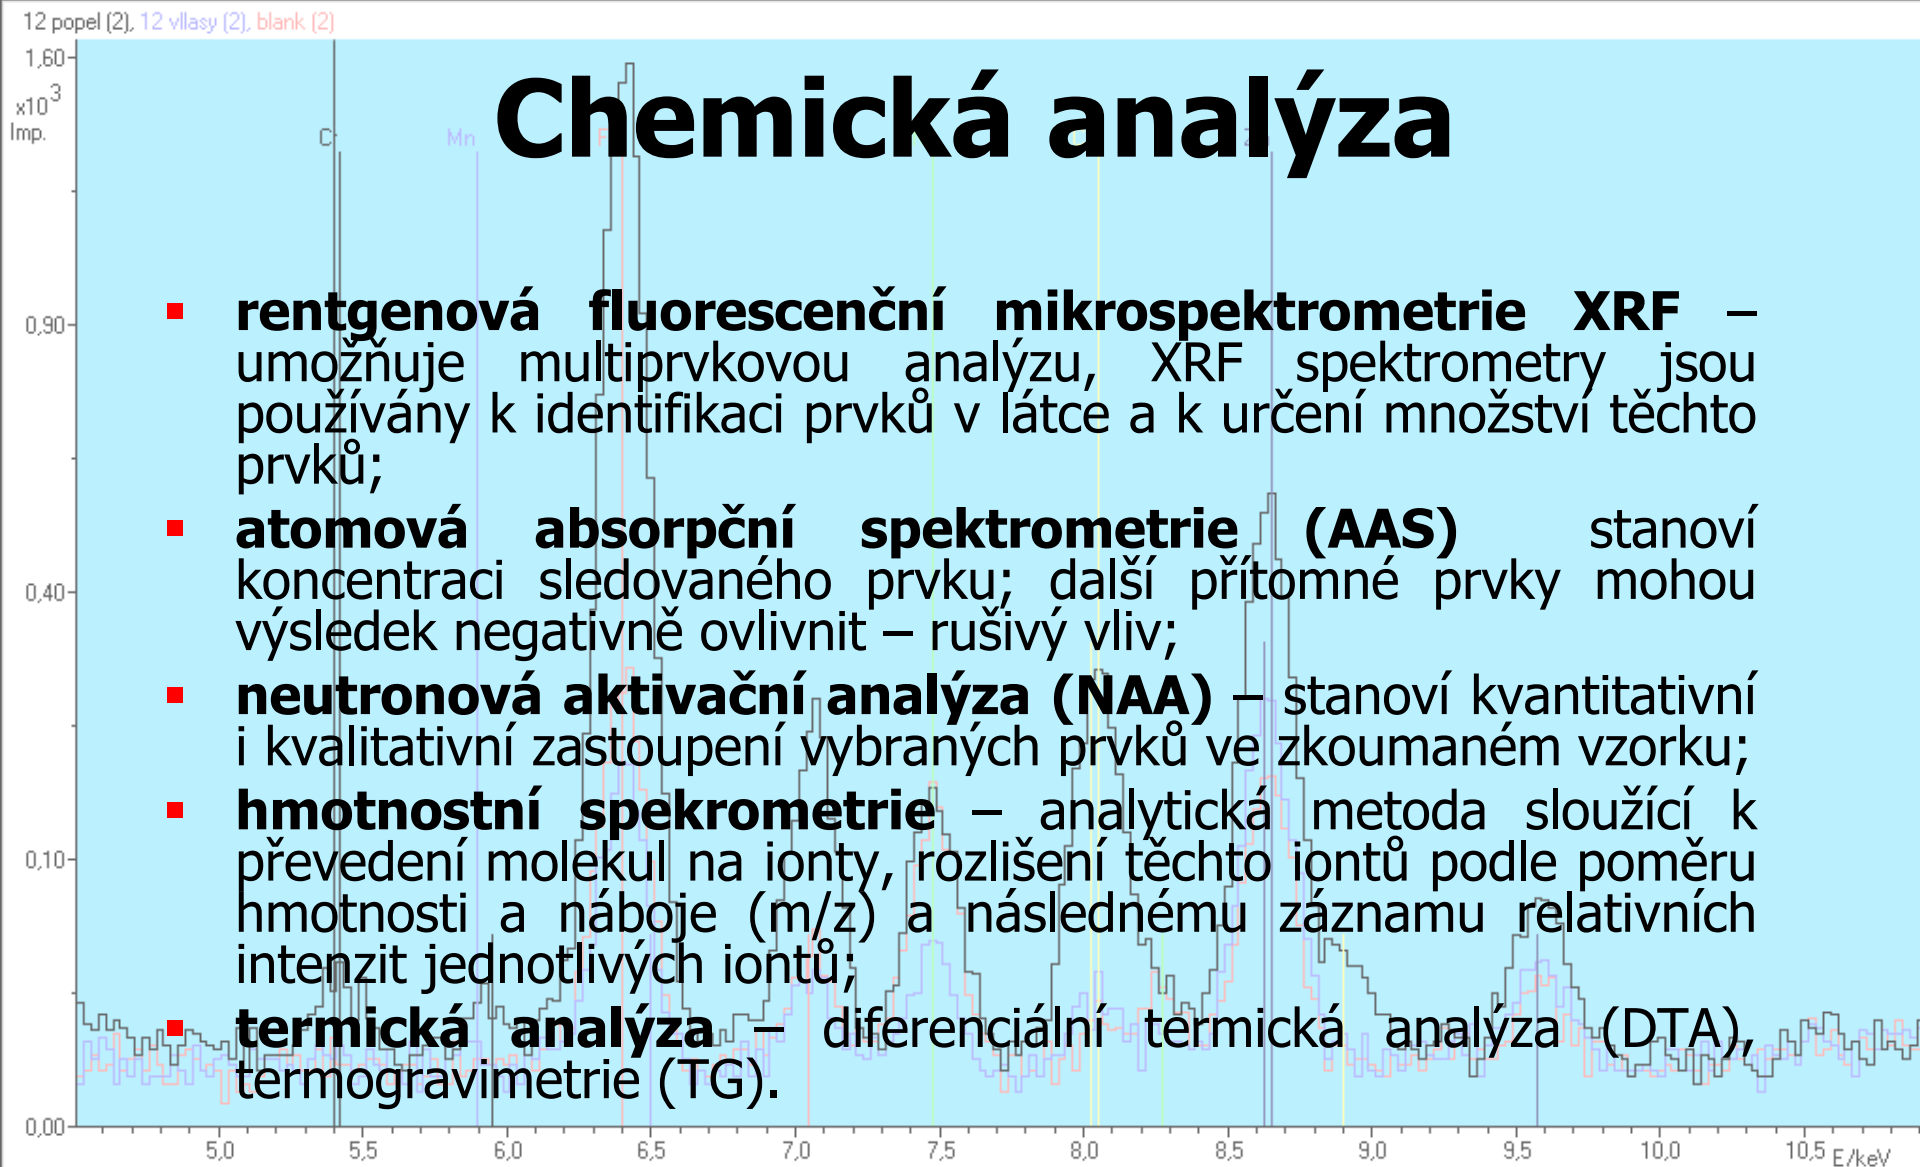 12 popel (2), 12 vllasy (2), blank (2)
1,60
x10³
Imp.
Mn
Chemická analýza
▪ rentgenová fluorescenční mikrospektrometrie XRF –
umožňuje multiprvkovou analýzu, XRF spektrometry jsou
používány k identifikaci prvků v látce a k určení množství těchto
prvků;
0,90
▪ atomová absorpční spektrometrie (AAS) stanoví
koncentraci sledovaného prvku; další přítomné prvky mohou
výsledek negativně ovlivnit – rušivý vliv;
0,40
▪ neutronová aktivační analýza (NAA) – stanoví kvantitativní
i kvalitativní zastoupení vybraných prvků ve zkoumaném vzorku;
▪ hmotnostní spekrometrie – analytická metoda sloužící k
převedení molekul na ionty, rozlišení těchto iontů podle poměru
hmotnosti a náboje (m/z) a následnému záznamu relativních
intenzit jednotlivých iontů;
0,10
▪ termická analýza – diferenciální termická analýza (DTA),
termogravimetrie (TG).
0,00
5,0 5,5 6,0 6,5 7,0 7,5 8,0 8,5 9,0 9,5 10,0 10,5 E/keV